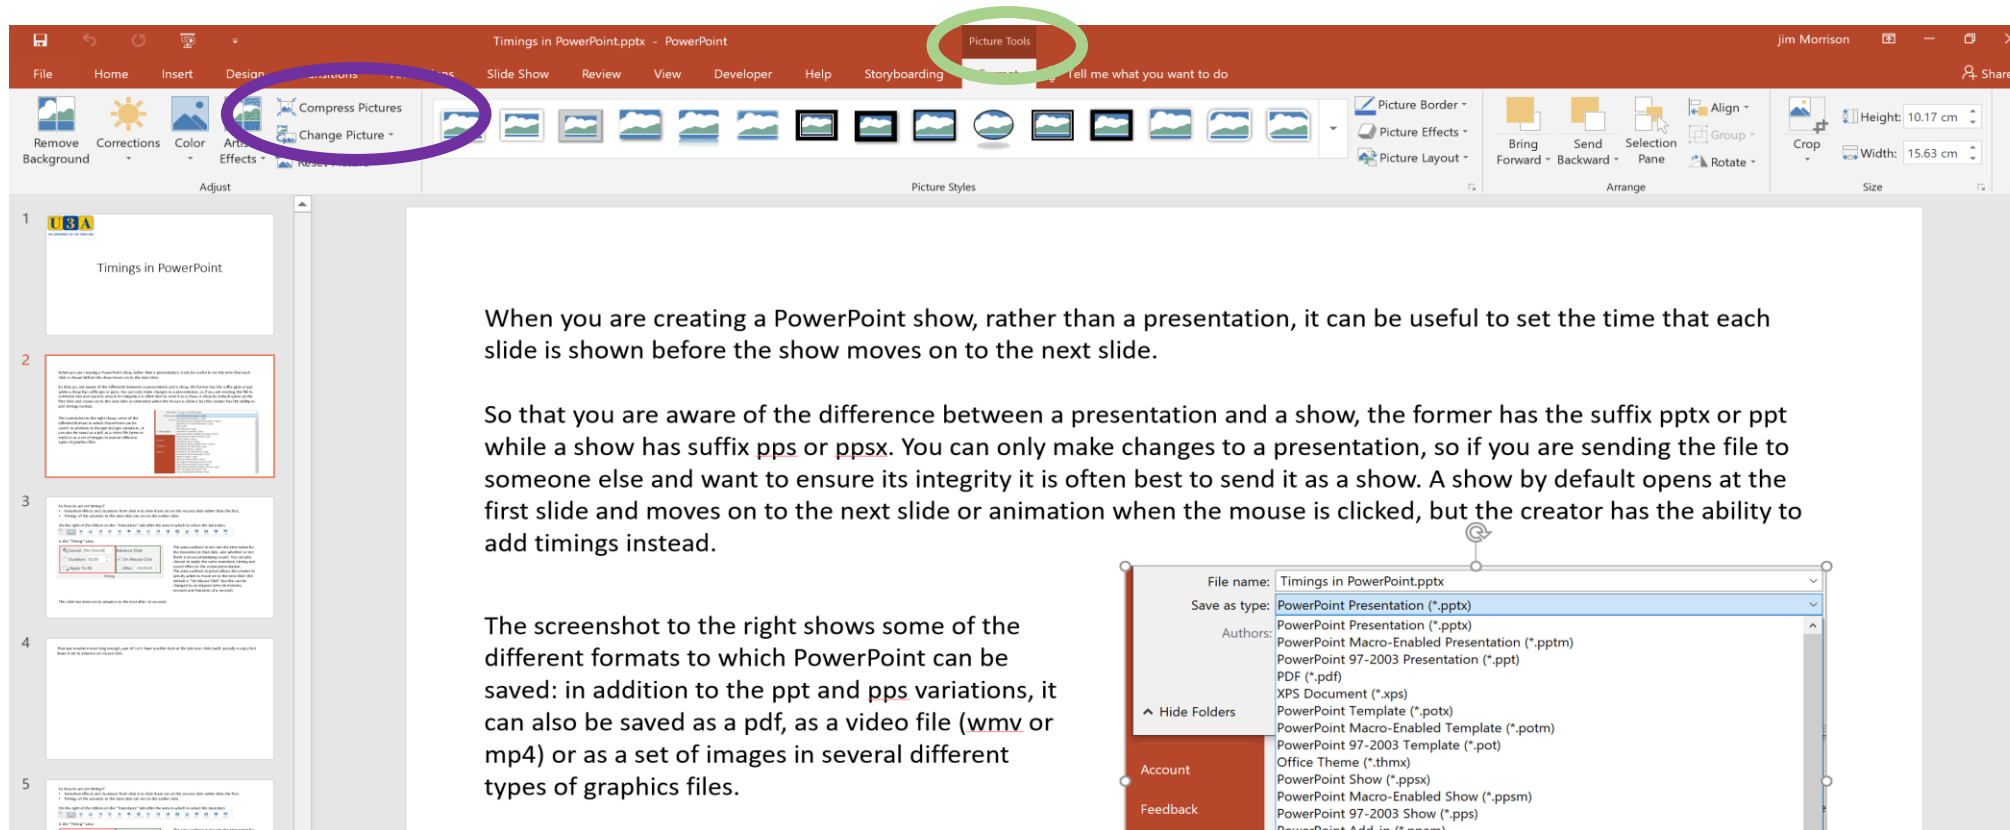 Timings in PowerPoint.pptx - PowerPoint
Picture Tools
jim Morrison
File Home Insert Design Slide Show Review View Developer Help Storyboarding Tell me what you want to do Share
Compress Pictures
Change Picture
Remove Background
Corrections
Color
Effects
Adjust
Picture Styles
Picture Border
Picture Effects
Picture Layout
Bring Forward
Send Backward
Selection Pane
Align
Group
Rotate
Arrange
Crop
Height: 10.17 cm
Width: 15.63 cm
Size
1
U3A
Timings in PowerPoint
2
3
4
5
When you are creating a PowerPoint show, rather than a presentation, it can be useful to set the time that each
slide is shown before the show moves on to the next slide.
So that you are aware of the difference between a presentation and a show, the former has the suffix pptx or ppt
while a show has suffix pps or ppsx. You can only make changes to a presentation, so if you are sending the file to
someone else and want to ensure its integrity it is often best to send it as a show. A show by default opens at the
first slide and moves on to the next slide or animation when the mouse is clicked, but the creator has the ability to
add timings instead.
The screenshot to the right shows some of the
different formats to which PowerPoint can be
saved: in addition to the ppt and pps variations, it
can also be saved as a pdf, as a video file (wmv or
mp4) or as a set of images in several different
types of graphics files.
File name: Timings in PowerPoint.pptx
Save as type: PowerPoint Presentation (*.pptx)
Authors:
PowerPoint Presentation (*.pptx)
PowerPoint Macro-Enabled Presentation (*.pptm)
PowerPoint 97-2003 Presentation (*.ppt)
PDF (*.pdf)
XPS Document (*.xps)
PowerPoint Template (*.potx)
PowerPoint Macro-Enabled Template (*.potm)
PowerPoint 97-2003 Template (*.pot)
Office Theme (*.thmx)
PowerPoint Show (*.ppsx)
PowerPoint Macro-Enabled Show (*.ppsm)
PowerPoint 97-2003 Show (*.pps)
PowerPoint Add-in (*.ppam)
Hide Folders
Account
Feedback